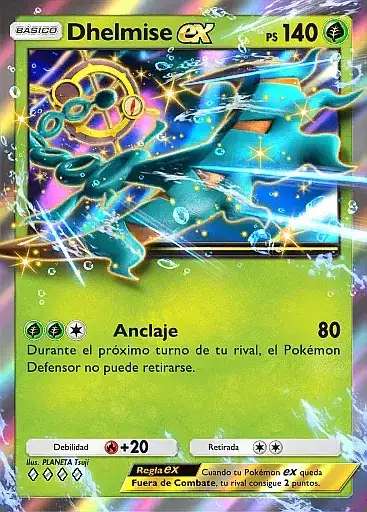 BÁSICO Dhelmise ex PS 140
Anclaje 80
Durante el próximo turno de tu rival, el Pokémon
Defensor no puede retirarse.
Debilidad +20 Retirada
Ilus. PLANETA Tsuji
Regla ex Cuando tu Pokémon ex queda
Fuera de Combate, tu rival consigue 2 puntos.